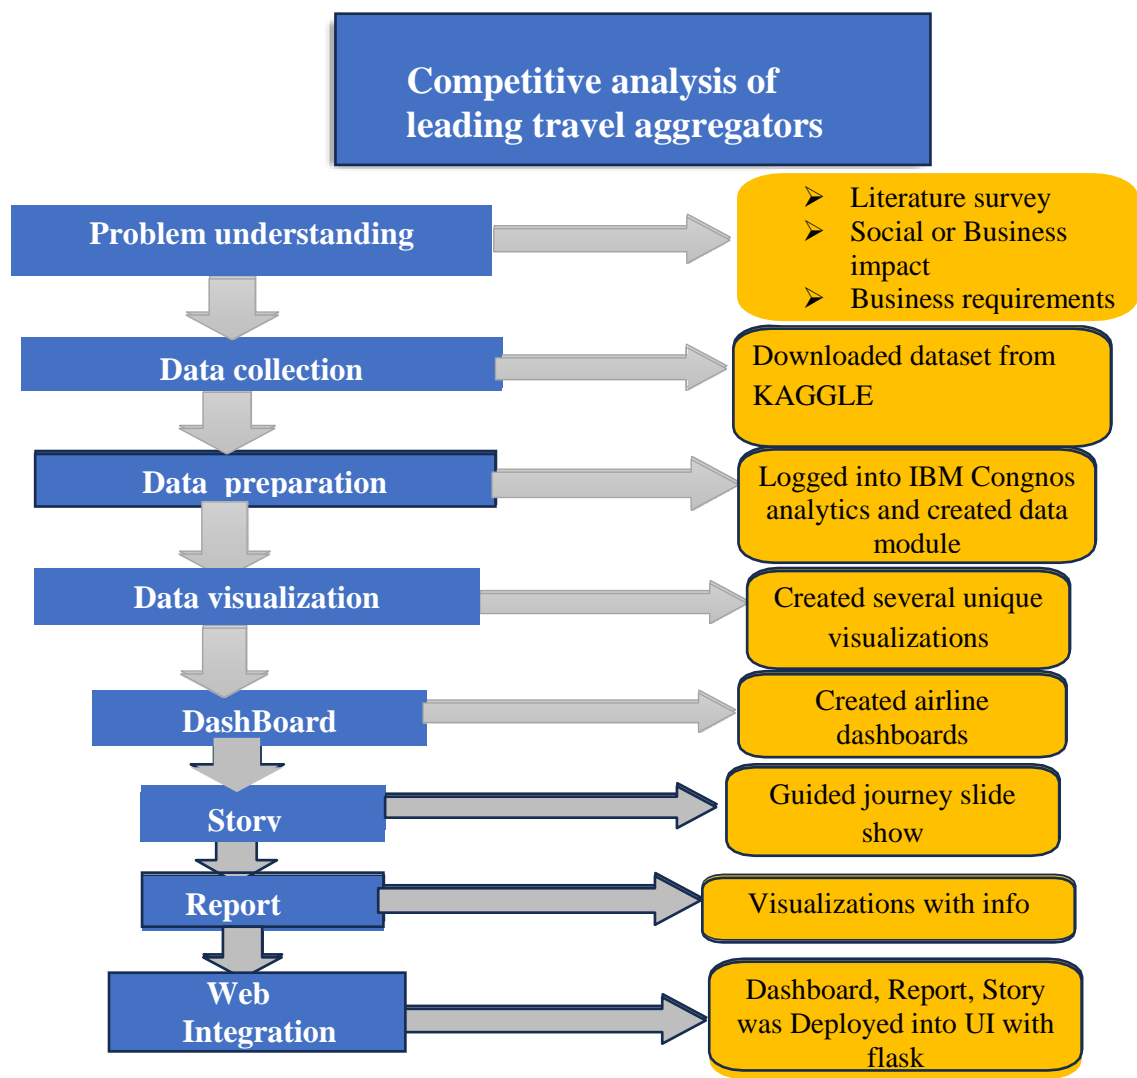 Competitive analysis of
leading travel aggregators
Problem understanding
➢ Literature survey
➢ Social or Business
impact
➢ Business requirements
Data collection
Downloaded dataset from
KAGGLE
Data preparation
Logged into IBM Congnos
analytics and created data
module
Data visualization
Created several unique
visualizations
DashBoard
Created airline
dashboards
Story
Guided journey slide
show
Report
Visualizations with info
Web
Integration
Dashboard, Report, Story
was Deployed into UI with
flask